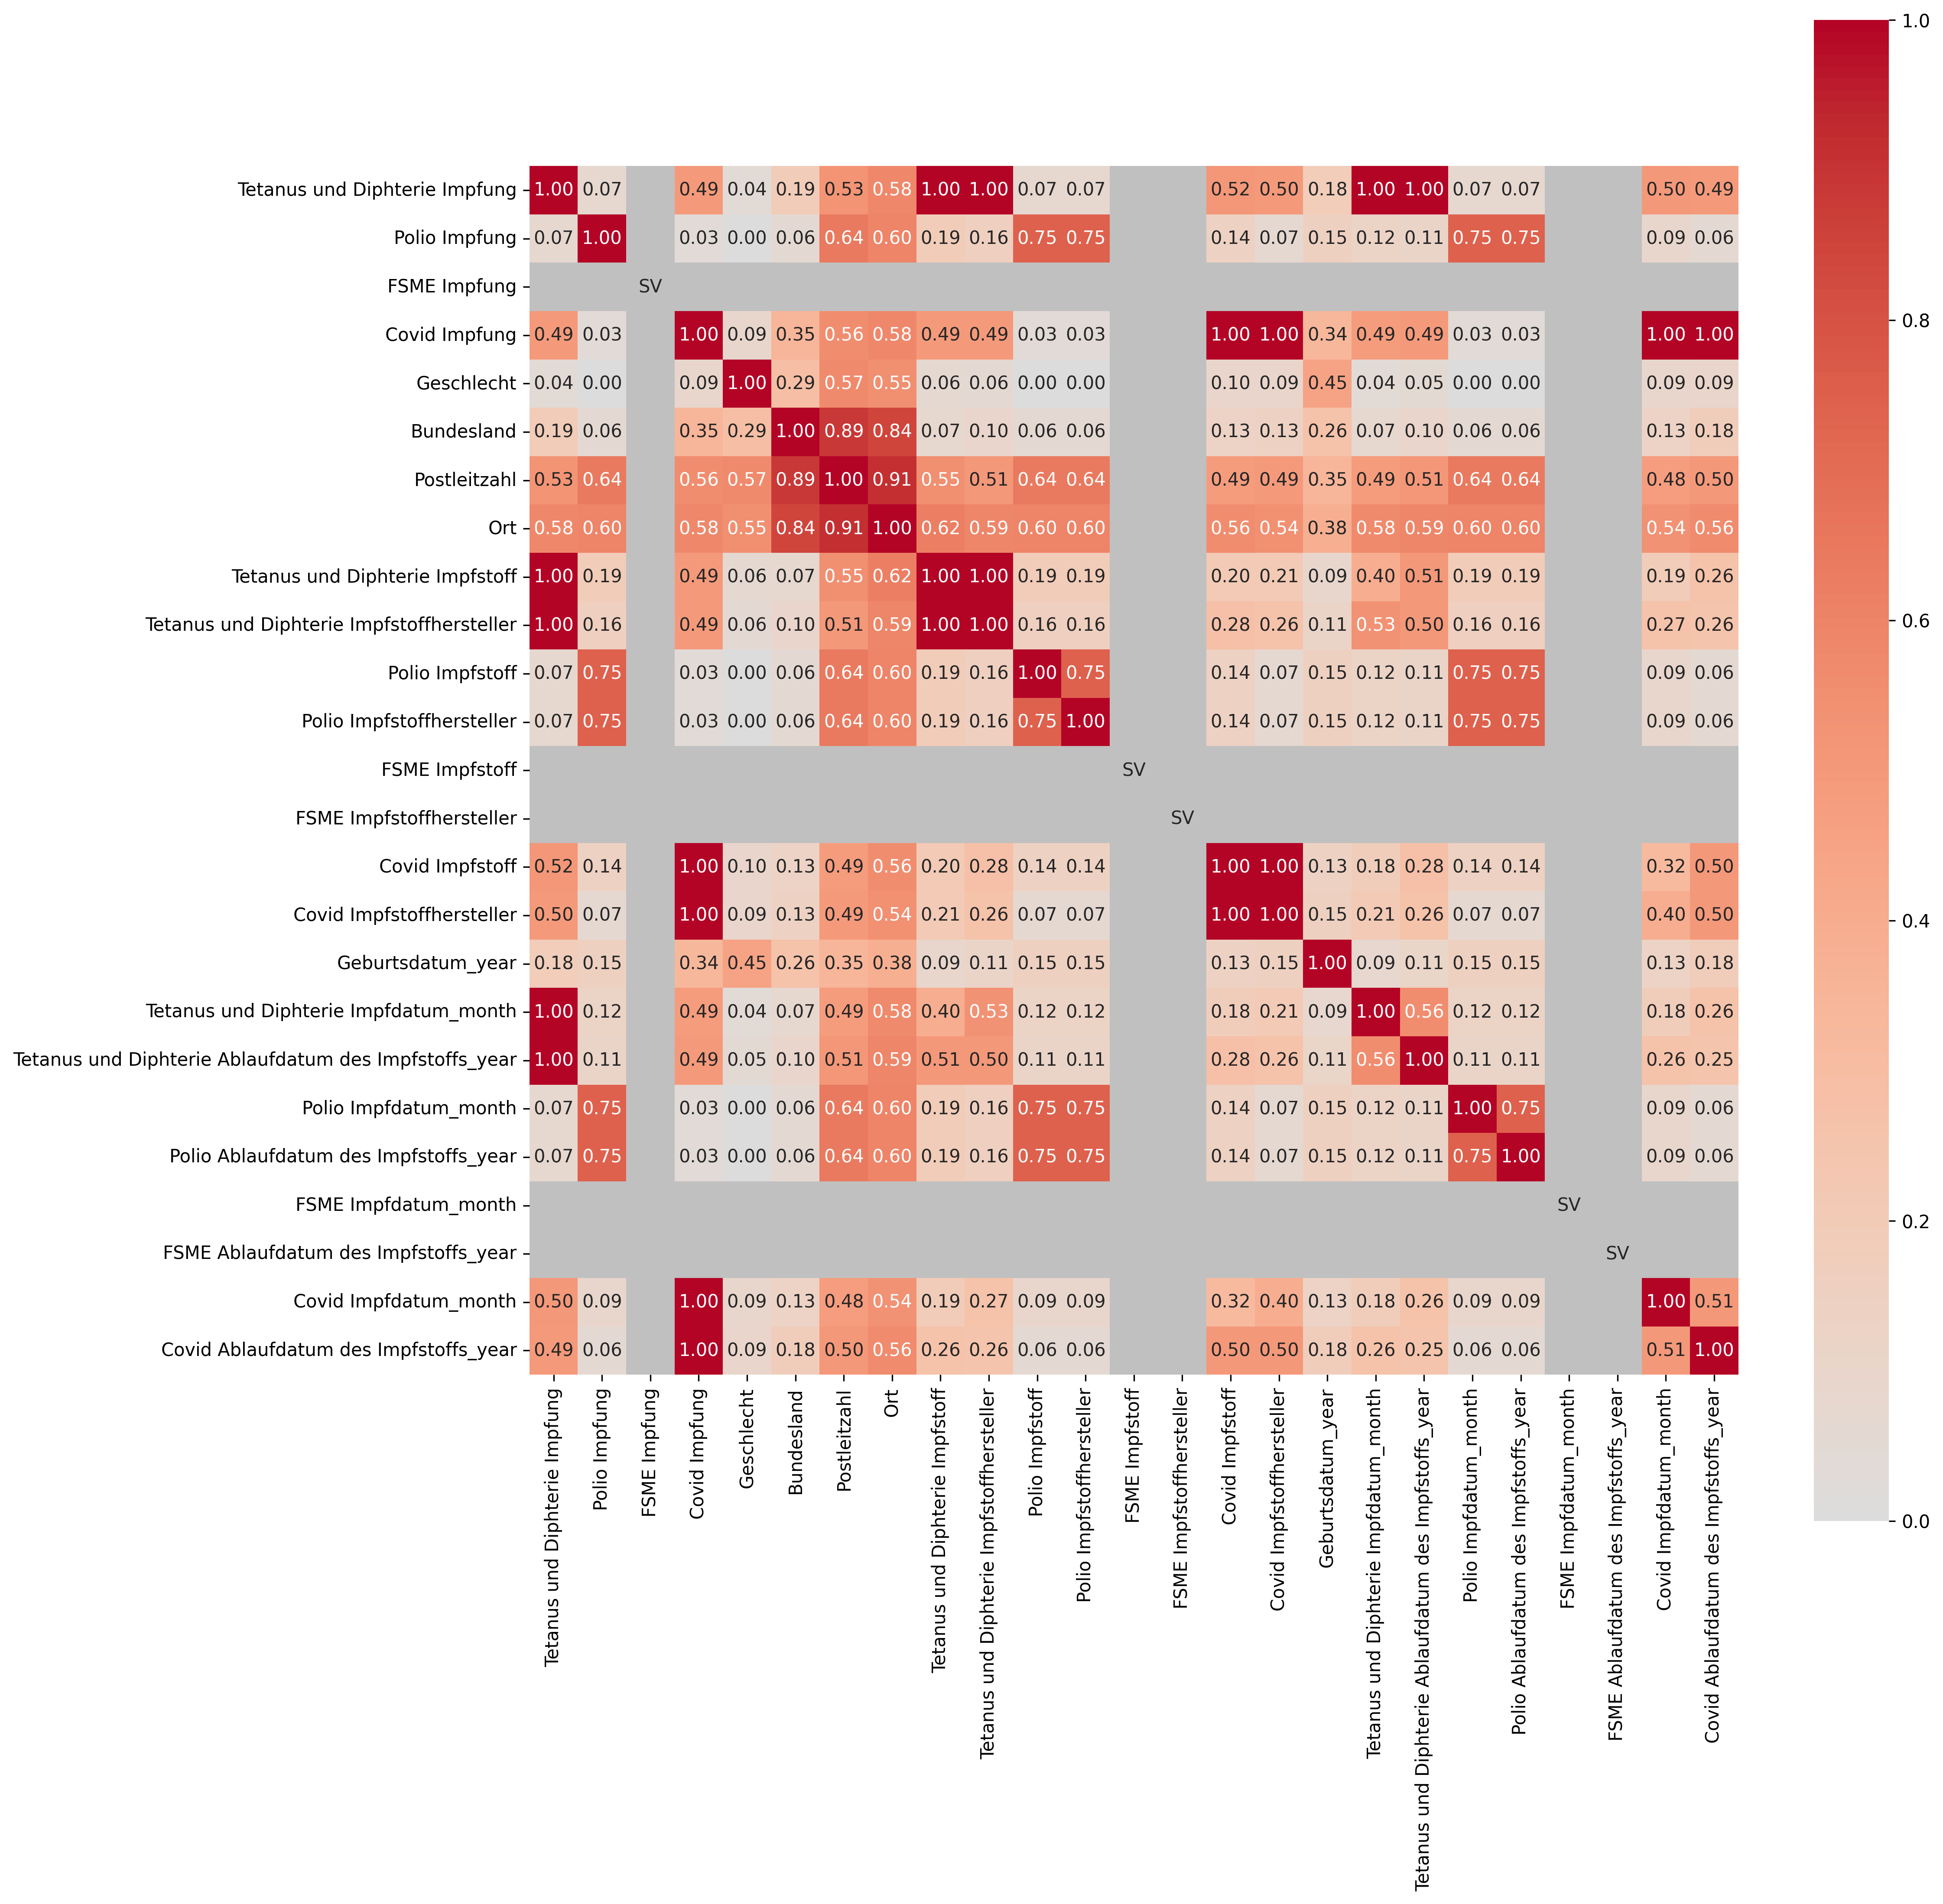 1.0
Tetanus und Diphterie Impfung 1.00 0.07 0.49 0.04 0.19 0.53 0.58 1.00 1.00 0.07 0.07 0.52 0.50 0.18 1.00 1.00 0.07 0.07 0.50 0.49
Polio Impfung 0.07 1.00 0.03 0.00 0.06 0.64 0.60 0.19 0.16 0.75 0.75 0.14 0.07 0.15 0.12 0.11 0.75 0.75 0.09 0.06
FSME Impfung SV
0.8
Covid Impfung 0.49 0.03 1.00 0.09 0.35 0.56 0.58 0.49 0.49 0.03 0.03 1.00 1.00 0.34 0.49 0.49 0.03 0.03 1.00 1.00
Geschlecht 0.04 0.00 0.09 1.00 0.29 0.57 0.55 0.06 0.06 0.00 0.00 0.10 0.09 0.45 0.04 0.05 0.00 0.00 0.09 0.09
Bundesland 0.19 0.06 0.35 0.29 1.00 0.89 0.84 0.07 0.10 0.06 0.06 0.13 0.13 0.26 0.07 0.10 0.06 0.06 0.13 0.18
Postleitzahl 0.53 0.64 0.56 0.57 0.89 1.00 0.91 0.55 0.51 0.64 0.64 0.49 0.49 0.35 0.49 0.51 0.64 0.64 0.48 0.50
Ort 0.58 0.60 0.58 0.55 0.84 0.91 1.00 0.62 0.59 0.60 0.60 0.56 0.54 0.38 0.58 0.59 0.60 0.60 0.54 0.56
Tetanus und Diphterie Impfstoff 1.00 0.19 0.49 0.06 0.07 0.55 0.62 1.00 1.00 0.19 0.19 0.20 0.21 0.09 0.40 0.51 0.19 0.19 0.19 0.26
Tetanus und Diphterie Impfstoffhersteller 1.00 0.16 0.49 0.06 0.10 0.51 0.59 1.00 1.00 0.16 0.16 0.28 0.26 0.11 0.53 0.50 0.16 0.16 0.27 0.26
0.6
Polio Impfstoff 0.07 0.75 0.03 0.00 0.06 0.64 0.60 0.19 0.16 1.00 0.75 0.14 0.07 0.15 0.12 0.11 0.75 0.75 0.09 0.06
Polio Impfstoffhersteller 0.07 0.75 0.03 0.00 0.06 0.64 0.60 0.19 0.16 0.75 1.00 0.14 0.07 0.15 0.12 0.11 0.75 0.75 0.09 0.06
FSME Impfstoff SV
FSME Impfstoffhersteller SV
Covid Impfstoff 0.52 0.14 1.00 0.10 0.13 0.49 0.56 0.20 0.28 0.14 0.14 1.00 1.00 0.13 0.18 0.28 0.14 0.14 0.32 0.50
Covid Impfstoffhersteller 0.50 0.07 1.00 0.09 0.13 0.49 0.54 0.21 0.26 0.07 0.07 1.00 1.00 0.15 0.21 0.26 0.07 0.07 0.40 0.50
0.4
Geburtsdatum_year 0.18 0.15 0.34 0.45 0.26 0.35 0.38 0.09 0.11 0.15 0.15 0.13 0.15 1.00 0.09 0.11 0.15 0.15 0.13 0.18
Tetanus und Diphterie Impfdatum_month 1.00 0.12 0.49 0.04 0.07 0.49 0.58 0.40 0.53 0.12 0.12 0.18 0.21 0.09 1.00 0.56 0.12 0.12 0.18 0.26
Tetanus und Diphterie Ablaufdatum des Impfstoffs_year 1.00 0.11 0.49 0.05 0.10 0.51 0.59 0.51 0.50 0.11 0.11 0.28 0.26 0.11 0.56 1.00 0.11 0.11 0.26 0.25
Polio Impfdatum_month 0.07 0.75 0.03 0.00 0.06 0.64 0.60 0.19 0.16 0.75 0.75 0.14 0.07 0.15 0.12 0.11 1.00 0.75 0.09 0.06
Polio Ablaufdatum des Impfstoffs_year 0.07 0.75 0.03 0.00 0.06 0.64 0.60 0.19 0.16 0.75 0.75 0.14 0.07 0.15 0.12 0.11 0.75 1.00 0.09 0.06
FSME Impfdatum_month SV
0.2
FSME Ablaufdatum des Impfstoffs_year SV
Covid Impfdatum_month 0.50 0.09 1.00 0.09 0.13 0.48 0.54 0.19 0.27 0.09 0.09 0.32 0.40 0.13 0.18 0.26 0.09 0.09 1.00 0.51
Covid Ablaufdatum des Impfstoffs_year 0.49 0.06 1.00 0.09 0.18 0.50 0.56 0.26 0.26 0.06 0.06 0.50 0.50 0.18 0.26 0.25 0.06 0.06 0.51 1.00
0.0
Tetanus und Diphterie Impfung
Polio Impfung
FSME Impfung
Covid Impfung
Geschlecht
Bundesland
Postleitzahl
Ort
Tetanus und Diphterie Impfstoff
Tetanus und Diphterie Impfstoffhersteller
Polio Impfstoff
Polio Impfstoffhersteller
FSME Impfstoff
FSME Impfstoffhersteller
Covid Impfstoff
Covid Impfstoffhersteller
Geburtsdatum_year
Tetanus und Diphterie Impfdatum_month
Tetanus und Diphterie Ablaufdatum des Impfstoffs_year
Polio Impfdatum_month
Polio Ablaufdatum des Impfstoffs_year
FSME Impfdatum_month
FSME Ablaufdatum des Impfstoffs_year
Covid Impfdatum_month
Covid Ablaufdatum des Impfstoffs_year